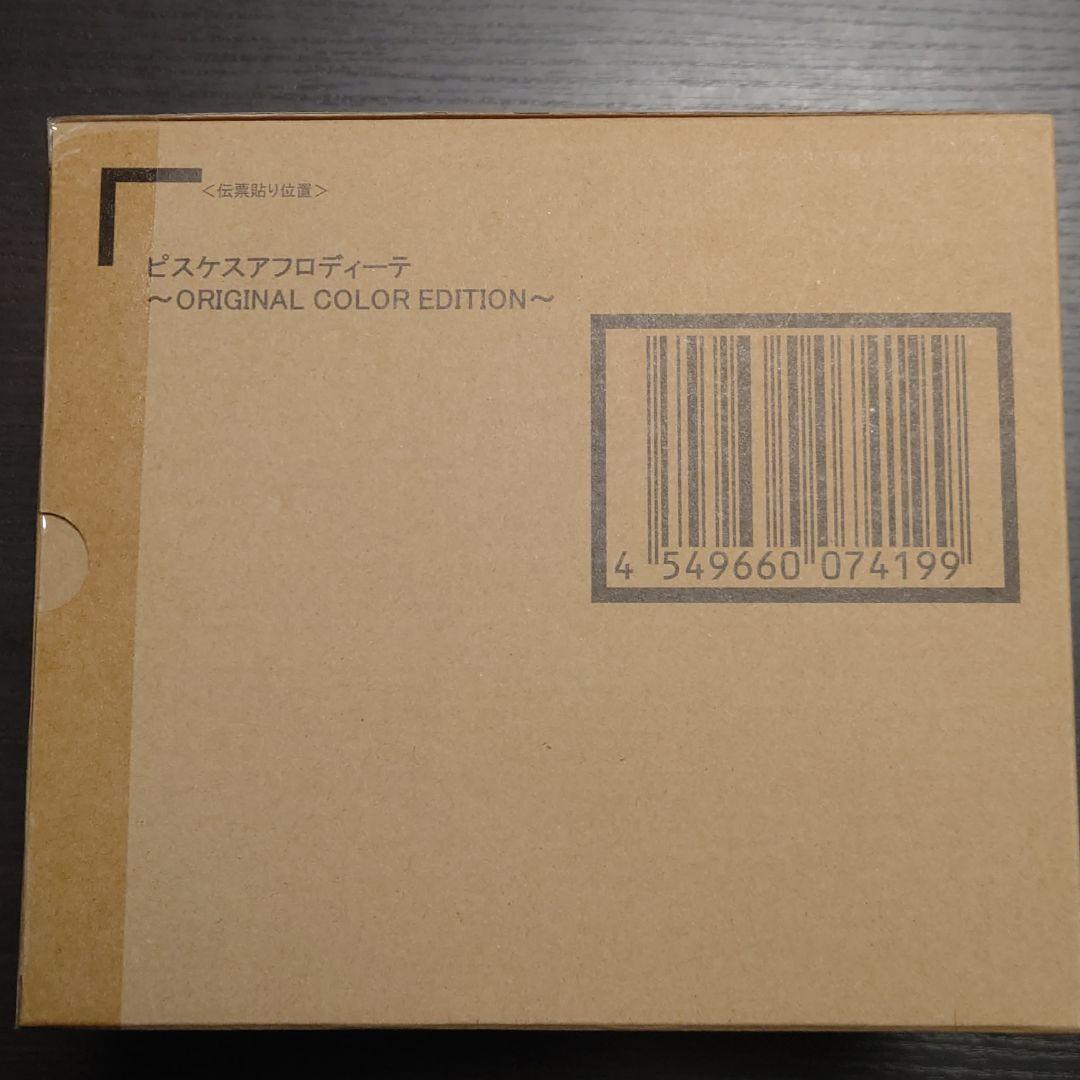 <伝票貼り位置>
ピスケスアフロディーテ
～ORIGINAL COLOR EDITION～
4 549660 074199